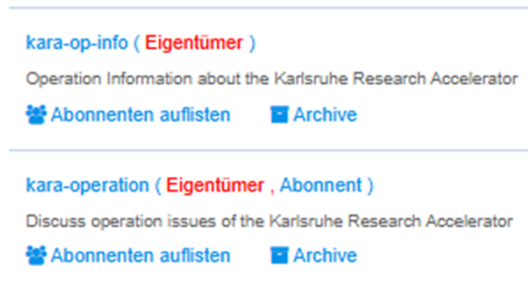 kara-op-info ( Eigentümer )
Operation Information about the Karlsruhe Research Accelerator
Abonnenten auflisten Archive
kara-operation ( Eigentümer , Abonnent )
Discuss operation issues of the Karlsruhe Research Accelerator
Abonnenten auflisten Archive